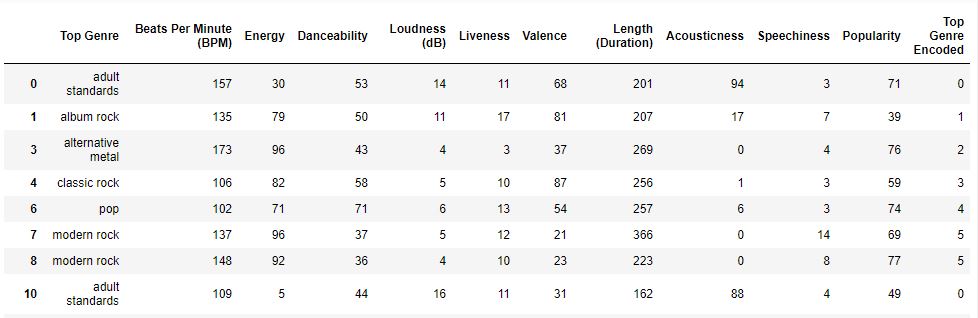 Top Genre Beats Per Minute (BPM) Energy Danceability Loudness (dB) Liveness Valence Length (Duration) Acousticness Speechiness Popularity Top Genre Encoded
0 adult standards 157 30 53 14 11 68 201 94 3 71 0
1 album rock 135 79 50 11 17 81 207 17 7 39 1
3 alternative metal 173 96 43 4 3 37 269 0 4 76 2
4 classic rock 106 82 58 5 10 87 256 1 3 59 3
6 pop 102 71 71 6 13 54 257 6 3 74 4
7 modern rock 137 96 37 5 12 21 366 0 14 69 5
8 modern rock 148 92 36 4 10 23 223 0 8 77 5
10 adult standards 109 5 44 16 11 31 162 88 4 49 0